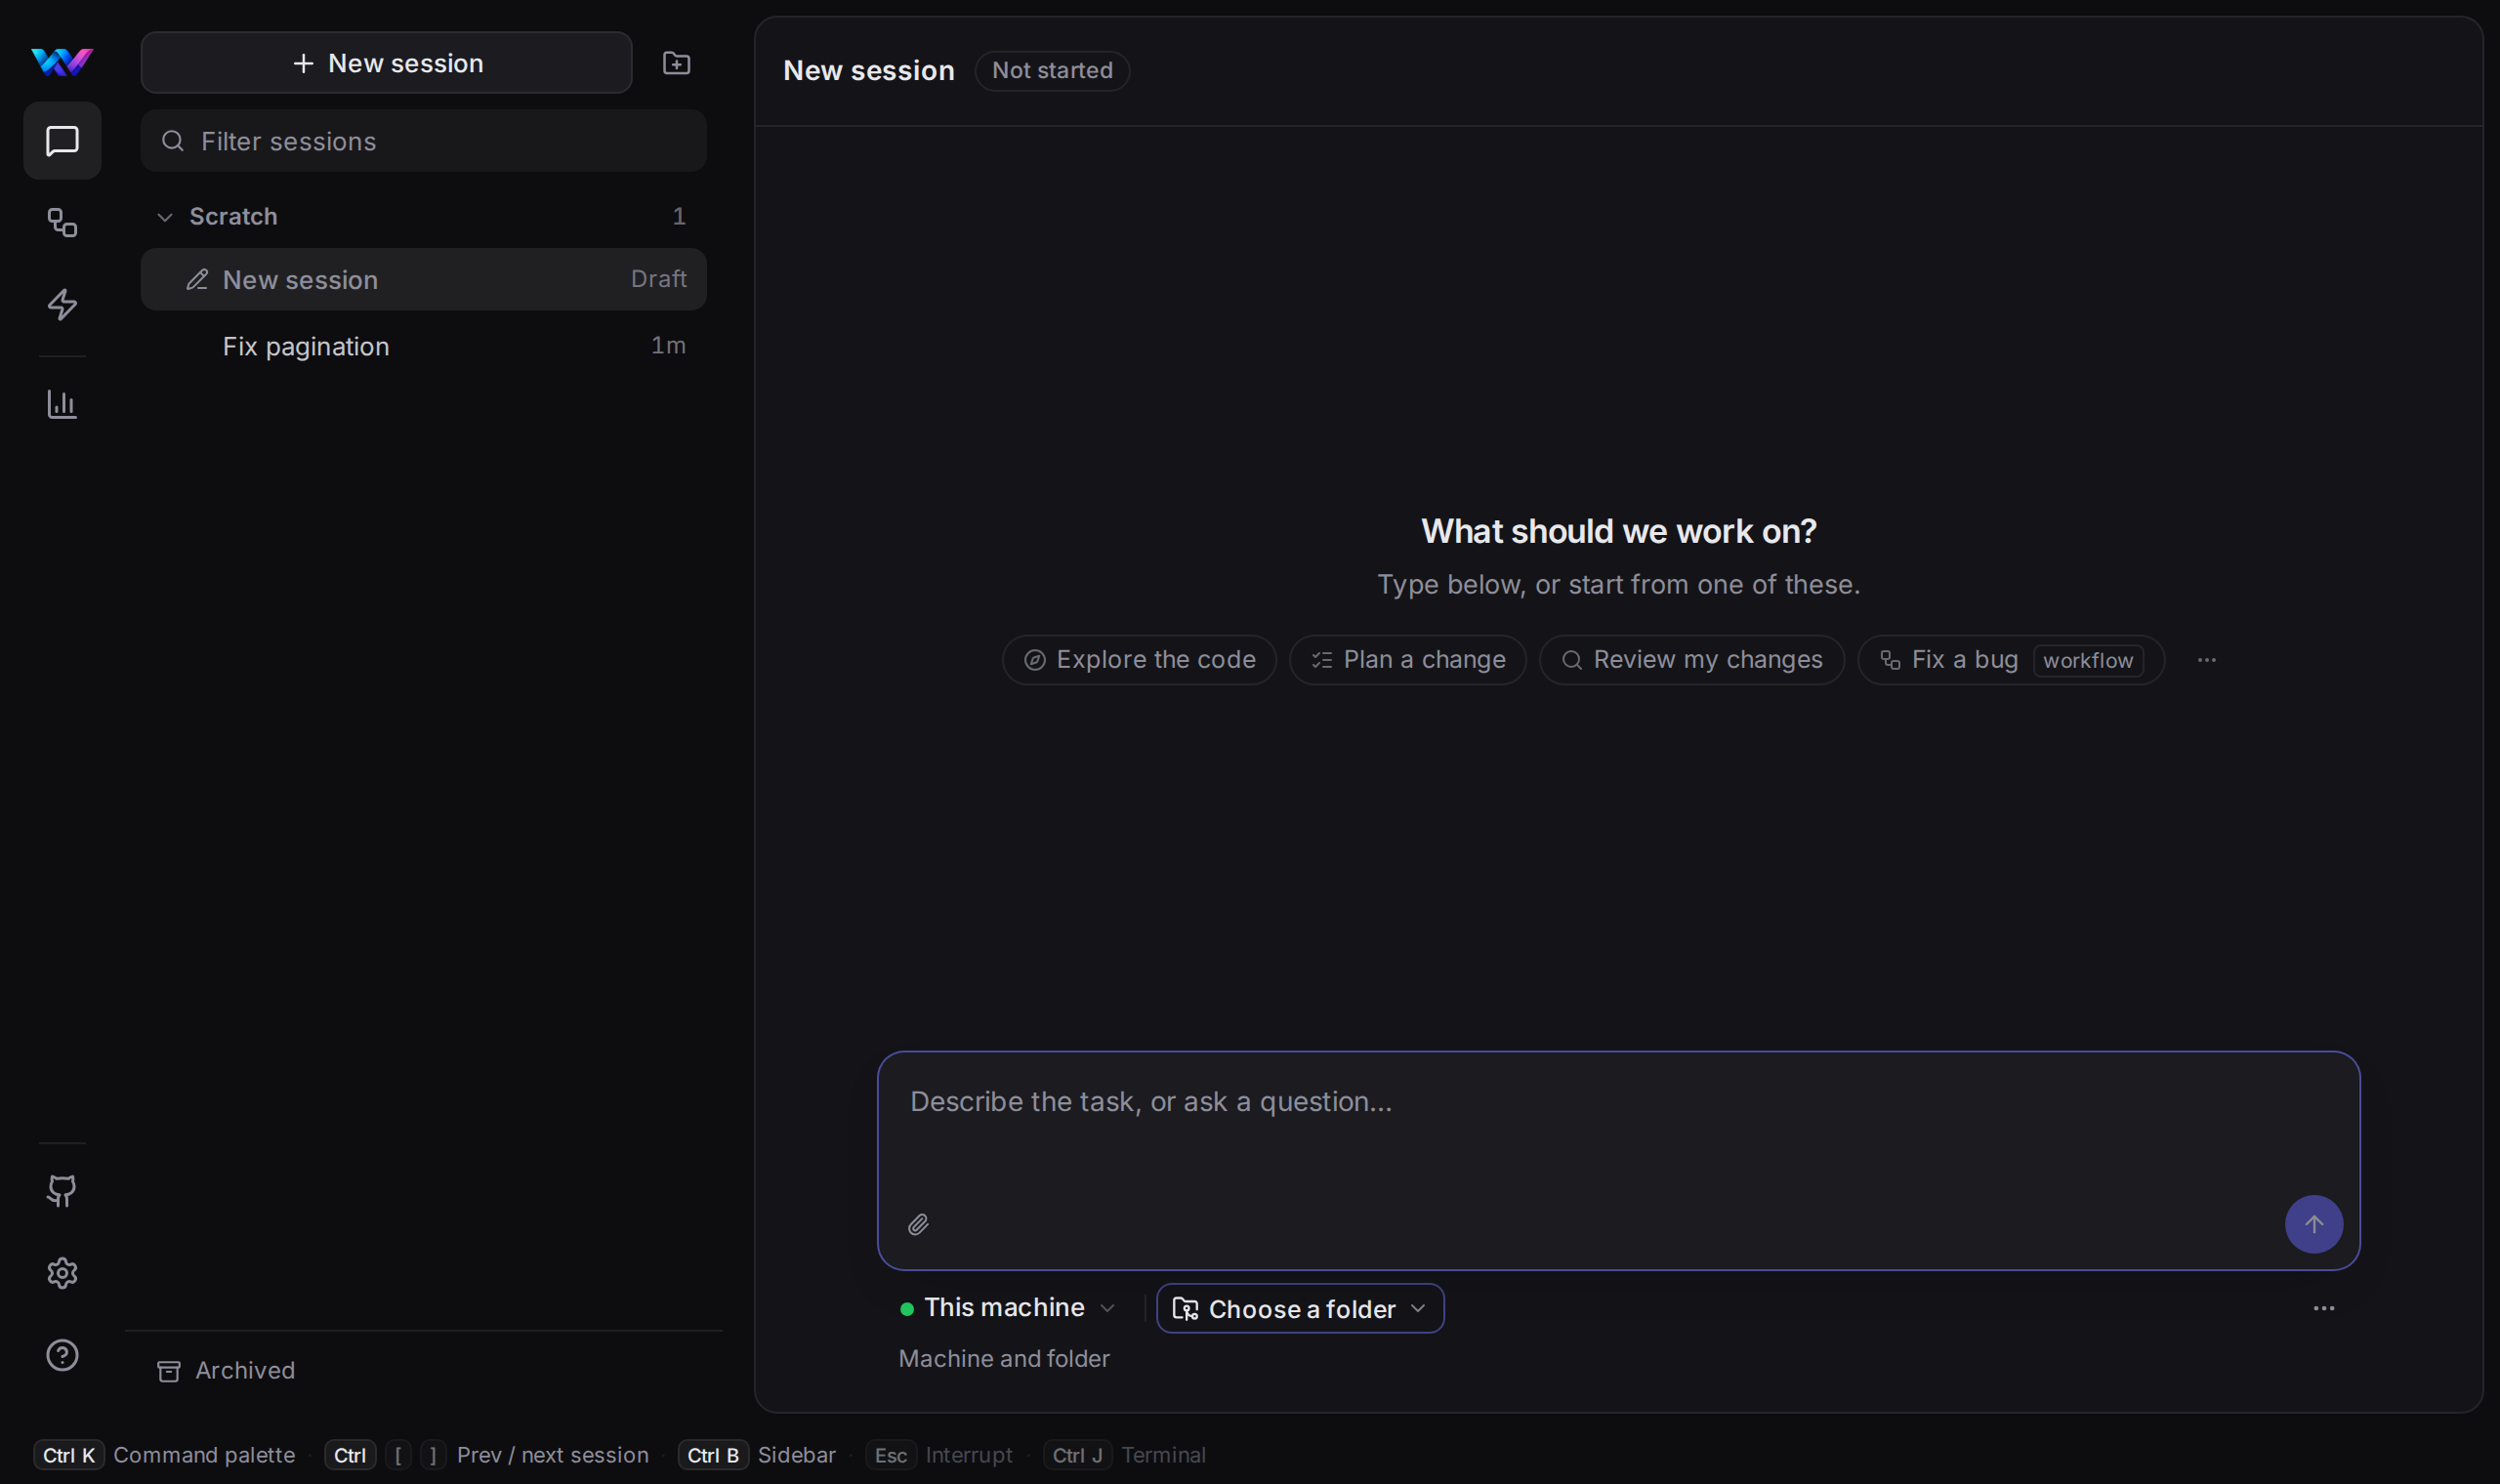 New session
Filter sessions
Scratch 1
New session Draft
Fix pagination 1m
Archived
New session Not started
What should we work on?
Type below, or start from one of these.
Explore the code Plan a change Review my changes Fix a bug workflow
Describe the task, or ask a question...
This machine Choose a folder
Machine and folder
Ctrl K Command palette · Ctrl [ ] Prev / next session · Ctrl B Sidebar · Esc Interrupt · Ctrl J Terminal